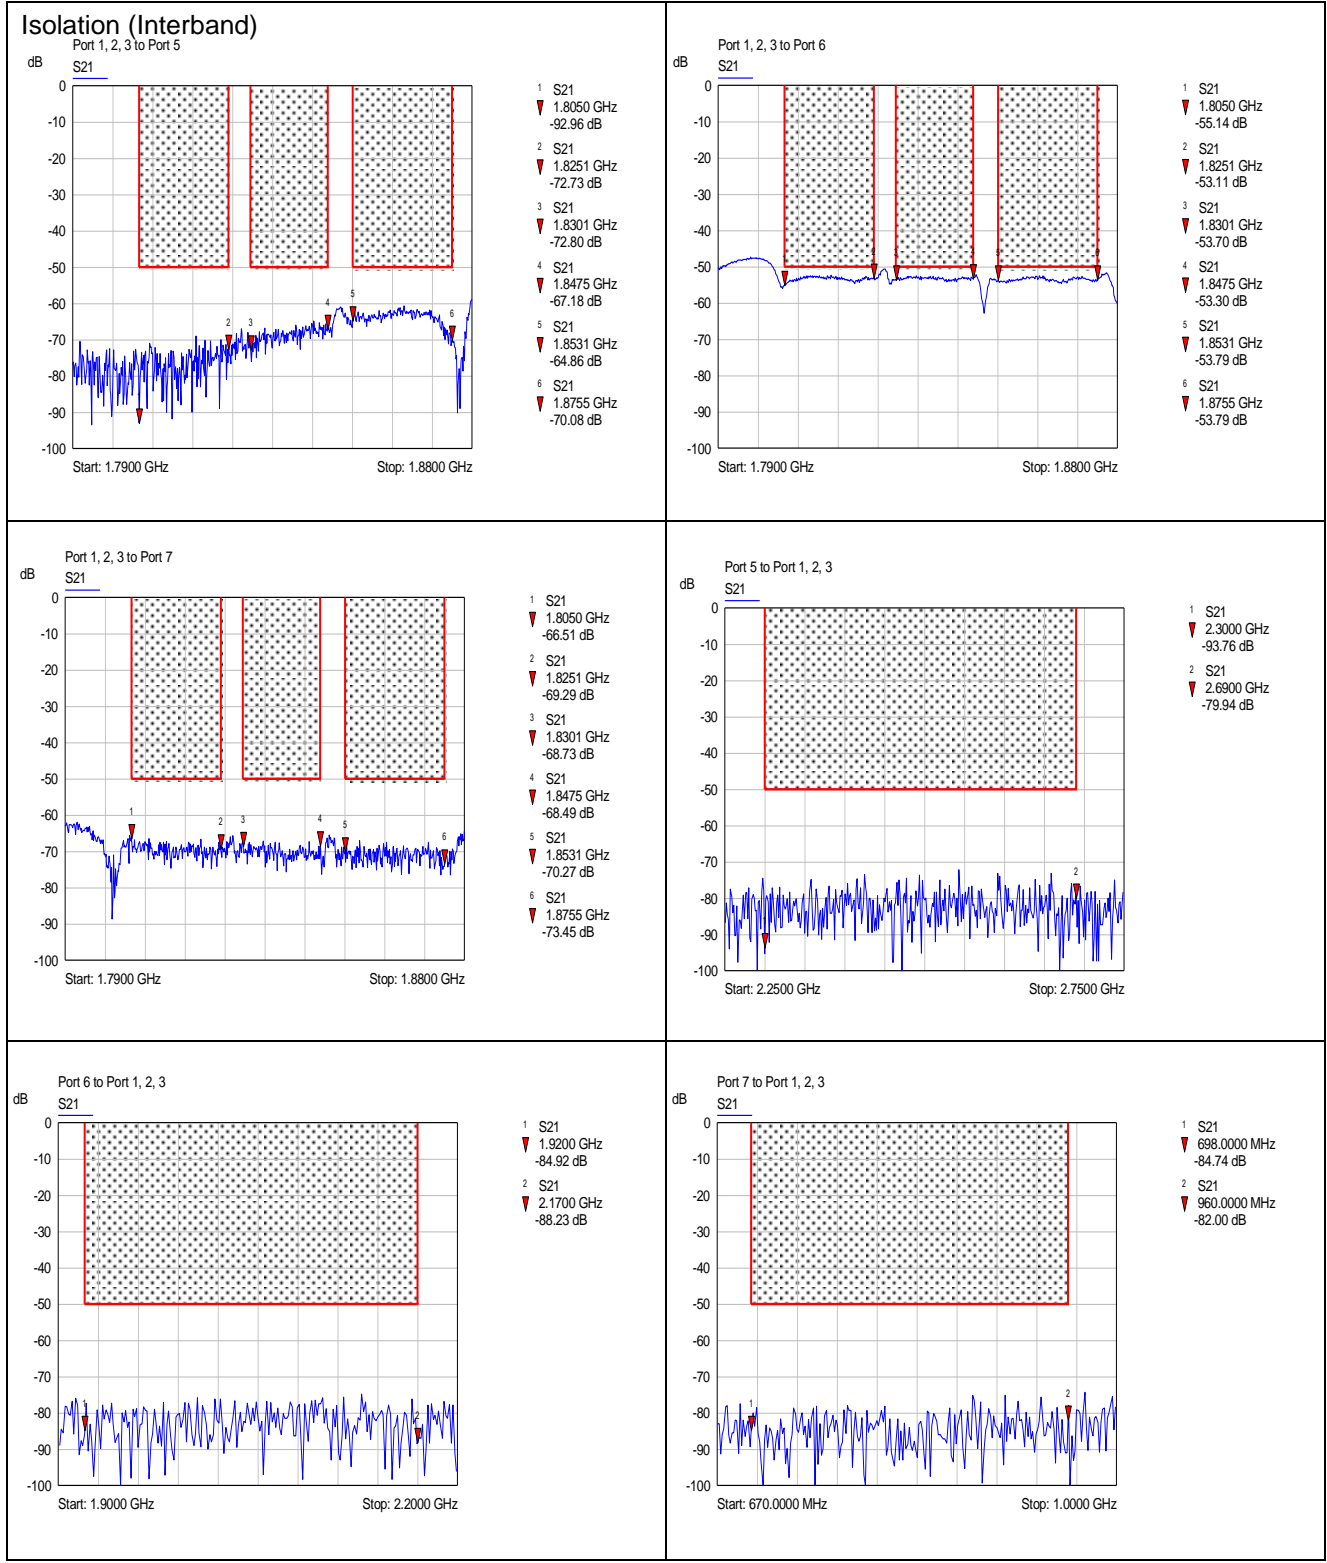 Isolation (Interband)
Port 1, 2, 3 to Port 5
dB
S21
0
-10
-20
-30
-40
-50
-60
-70
-80
-90
-100
1
2
3
4
5
6
Start: 1.7900 GHz
Stop: 1.8800 GHz
1 S21
1.8050 GHz
-92.96 dB
2 S21
1.8251 GHz
-72.73 dB
3 S21
1.8301 GHz
-72.80 dB
4 S21
1.8475 GHz
-67.18 dB
5 S21
1.8531 GHz
-64.86 dB
6 S21
1.8755 GHz
-70.08 dB
Port 1, 2, 3 to Port 6
dB
S21
0
-10
-20
-30
-40
-50
-60
-70
-80
-90
-100
Start: 1.7900 GHz
Stop: 1.8800 GHz
1 S21
1.8050 GHz
-55.14 dB
2 S21
1.8251 GHz
-53.11 dB
3 S21
1.8301 GHz
-53.70 dB
4 S21
1.8475 GHz
-53.30 dB
5 S21
1.8531 GHz
-53.79 dB
6 S21
1.8755 GHz
-53.79 dB
Port 1, 2, 3 to Port 7
dB
S21
0
-10
-20
-30
-40
-50
-60
-70
-80
-90
-100
1
2
3
4
5
6
Start: 1.7900 GHz
Stop: 1.8800 GHz
1 S21
1.8050 GHz
-66.51 dB
2 S21
1.8251 GHz
-69.29 dB
3 S21
1.8301 GHz
-68.73 dB
4 S21
1.8475 GHz
-68.49 dB
5 S21
1.8531 GHz
-70.27 dB
6 S21
1.8755 GHz
-73.45 dB
Port 5 to Port 1, 2, 3
dB
S21
0
-10
-20
-30
-40
-50
-60
-70
-80
-90
-100
2
Start: 2.2500 GHz
Stop: 2.7500 GHz
1 S21
2.3000 GHz
-93.76 dB
2 S21
2.6900 GHz
-79.94 dB
Port 6 to Port 1, 2, 3
dB
S21
0
-10
-20
-30
-40
-50
-60
-70
-80
-90
-100
1
2
Start: 1.9000 GHz
Stop: 2.2000 GHz
1 S21
1.9200 GHz
-84.92 dB
2 S21
2.1700 GHz
-88.23 dB
Port 7 to Port 1, 2, 3
dB
S21
0
-10
-20
-30
-40
-50
-60
-70
-80
-90
-100
1
2
Start: 670.0000 MHz
Stop: 1.0000 GHz
1 S21
698.0000 MHz
-84.74 dB
2 S21
960.0000 MHz
-82.00 dB